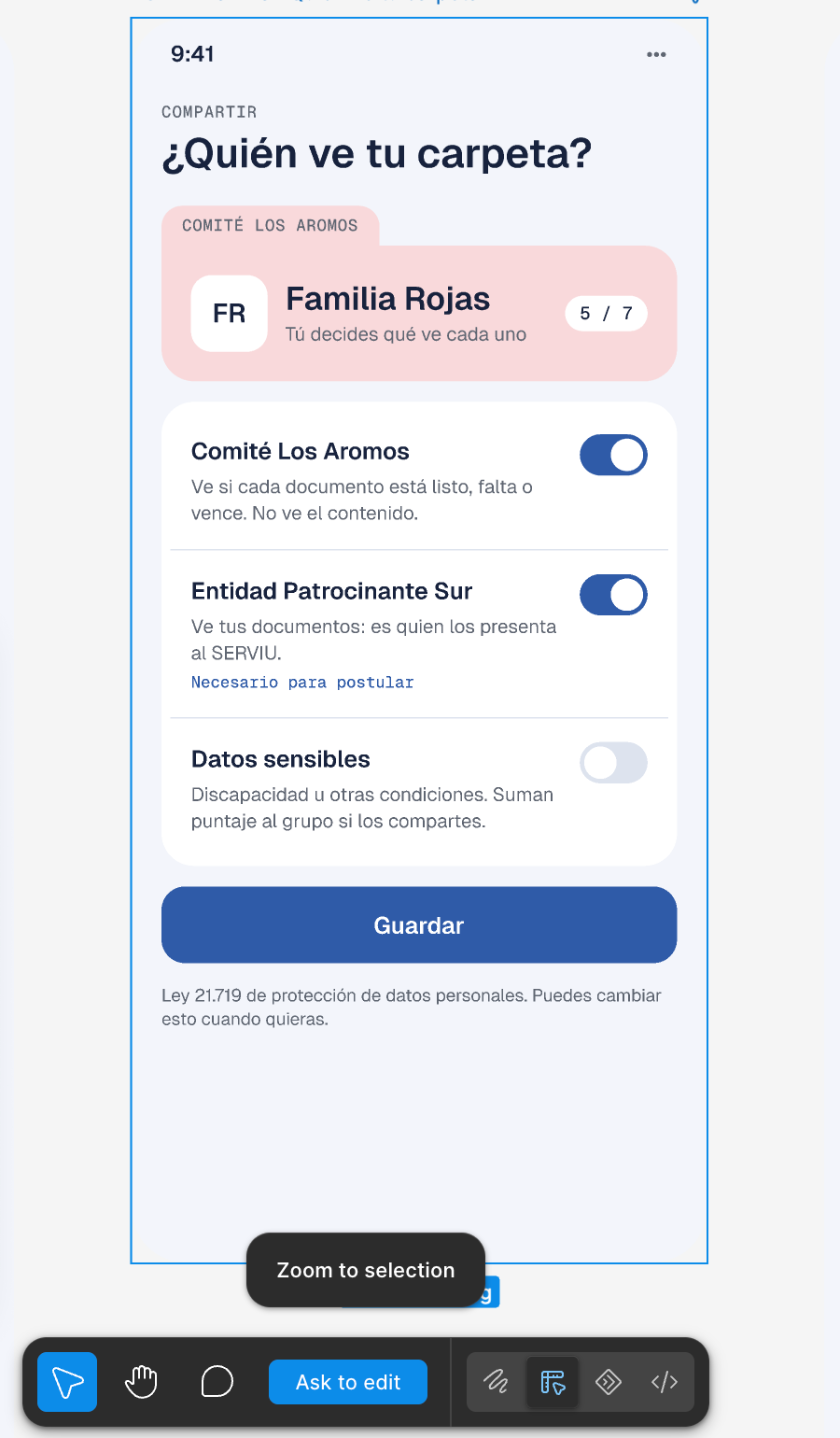 9:41
COMPARTIR
¿Quién ve tu carpeta?
COMITÉ LOS AROMOS
FR
Familia Rojas
Tú decides qué ve cada uno
5 / 7
Comité Los Aromos
Ve si cada documento está listo, falta o
vence. No ve el contenido.
Entidad Patrocinante Sur
Ve tus documentos: es quien los presenta
al SERVIU.
Necesario para postular
Datos sensibles
Discapacidad u otras condiciones. Suman
puntaje al grupo si los compartes.
Guardar
Ley 21.719 de protección de datos personales. Puedes cambiar
esto cuando quieras.
Zoom to selection
Ask to edit